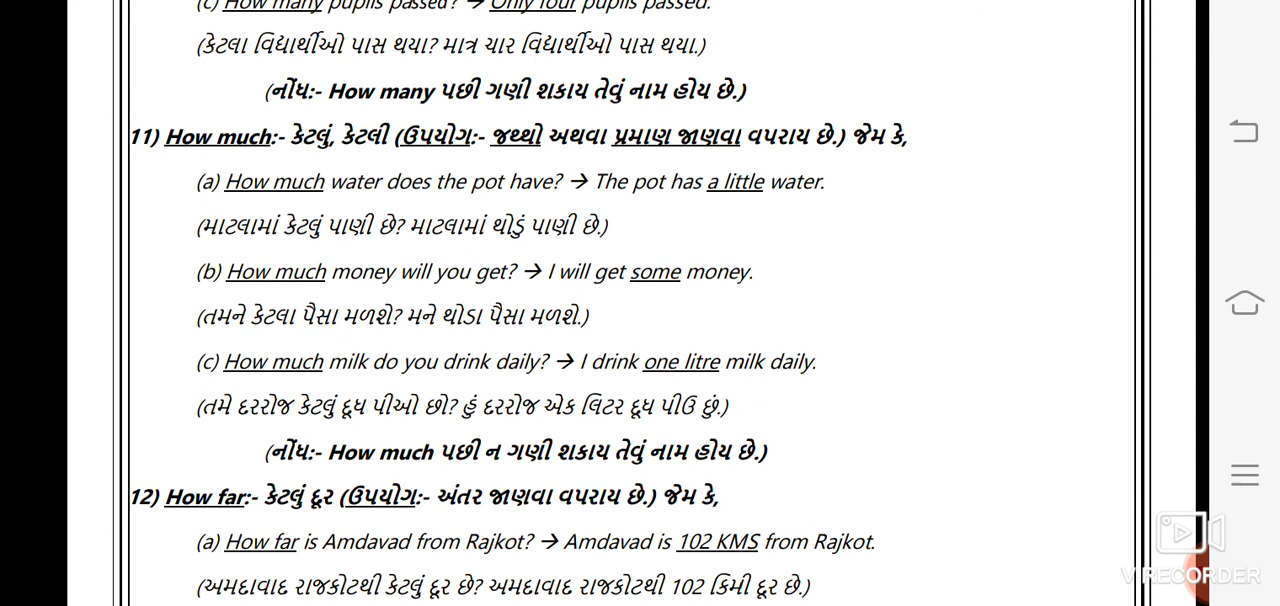 (c) How many pupils passed? → Only four pupils passed.
(કેટલા વિદ્યાર્થીઓ પાસ થયા? માત્ર ચાર વિદ્યાર્થીઓ પાસ થયા.)
(નોંધ:- How many પછી ગણી શકાય તેવું નામ હોય છે.)
11) How much:- કેટલું, કેટલી (ઉપયોગ:- જથ્થો અથવા પ્રમાણ જાણવા વપરાય છે.) જેમ કે,
(a) How much water does the pot have? → The pot has a little water.
(માટલામાં કેટલું પાણી છે? માટલામાં થોડું પાણી છે.)
(b) How much money will you get? → I will get some money.
(તમને કેટલા પૈસા મળશે? મને થોડા પૈસા મળશે.)
(c) How much milk do you drink daily? → I drink one litre milk daily.
(તમે દરરોજ કેટલું દૂધ પીઓ છો? હું દરરોજ એક લિટર દૂધ પીઉ છું.)
(નોંધ:- How much પછી ન ગણી શકાય તેવું નામ હોય છે.)
12) How far:- કેટલું દૂર (ઉપયોગ:- અંતર જાણવા વપરાય છે.) જેમ કે,
(a) How far is Amdavad from Rajkot? → Amdavad is 102 KMS from Rajkot.
(અમદાવાદ રાજકોટથી કેટલું દૂર છે? અમદાવાદ રાજકોટથી 102 કિમી દૂર છે.)
VRECORDER